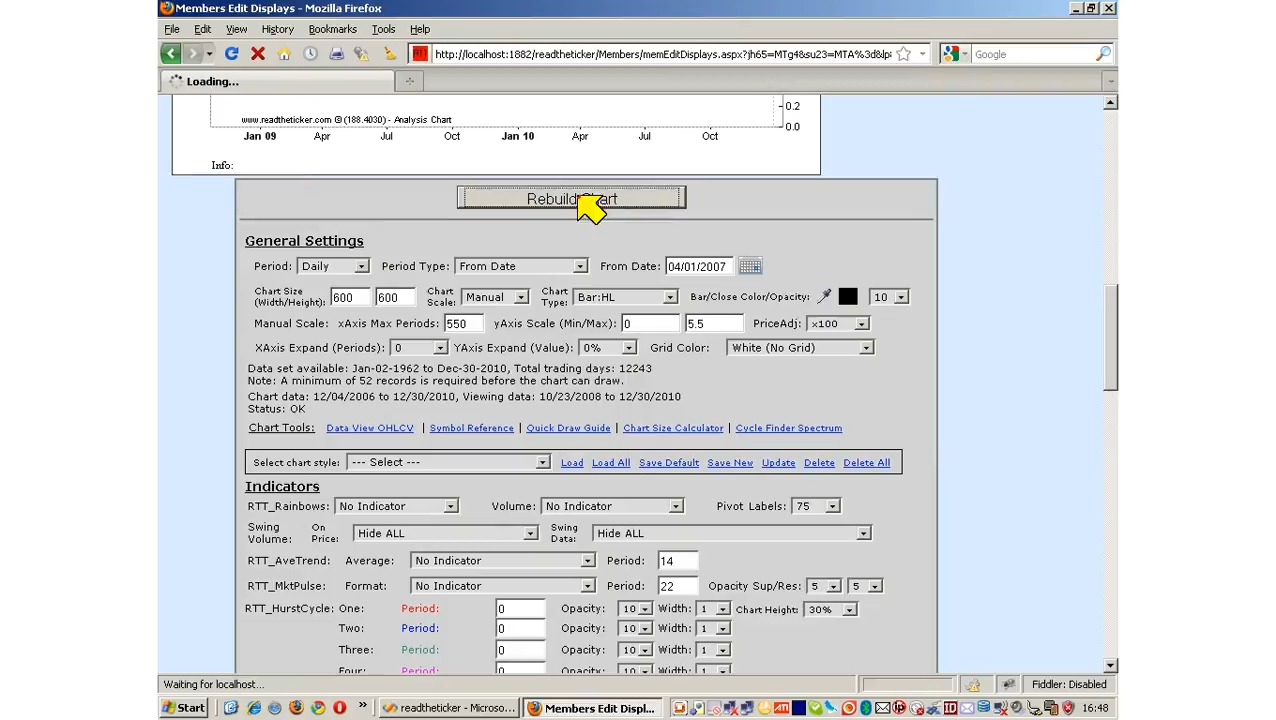 Members Edit Displays - Mozilla Firefox
File Edit View History Bookmarks Tools Help
http://localhost:1882/readtheticker/Members/memEditDisplays.aspx?jh65=MTg4&su23=MTA%3d&lp Google
Loading...
0.2
www.readtheticker.com © (188.4030) - Analysis Chart 0.0
Jan 09 Apr Jul Oct Jan 10 Apr Jul Oct
Info:
Rebuild Chart
General Settings
Period: Daily Period Type: From Date From Date: 04/01/2007
Chart Size (Width/Height): 600 600 Chart Scale: Manual Chart Type: Bar:HL Bar/Close Color/Opacity: 10
Manual Scale: xAxis Max Periods: 550 yAxis Scale (Min/Max): 0 5.5 PriceAdj: x100
XAxis Expand (Periods): 0 YAxis Expand (Value): 0% Grid Color: White (No Grid)
Data set available: Jan-02-1962 to Dec-30-2010, Total trading days: 12243
Note: A minimum of 52 records is required before the chart can draw.
Chart data: 12/04/2006 to 12/30/2010, Viewing data: 10/23/2008 to 12/30/2010
Status: OK
Chart Tools: Data View OHLCV | Symbol Reference | Quick Draw Guide | Chart Size Calculator | Cycle Finder Spectrum
Select chart style: --- Select --- Load Load All Save Default Save New Update Delete Delete All
Indicators
RTT_Rainbows: No Indicator Volume: No Indicator Pivot Labels: 75
Swing Volume: On Price: Hide ALL Swing Data: Hide ALL
RTT_AveTrend: Average: No Indicator Period: 14
RTT_MktPulse: Format: No Indicator Period: 22 Opacity Sup/Res: 5 5
RTT_HurstCycle: One: Period: 0 Opacity: 10 Width: 1 Chart Height: 30%
Two: Period: 0 Opacity: 10 Width: 1
Three: Period: 0 Opacity: 10 Width: 1
Four: Period: 0 Opacity: 10 Width: 1
Waiting for localhost... Fiddler: Disabled
Start » readtheticker - Microsof... Members Edit Displ... 16:48